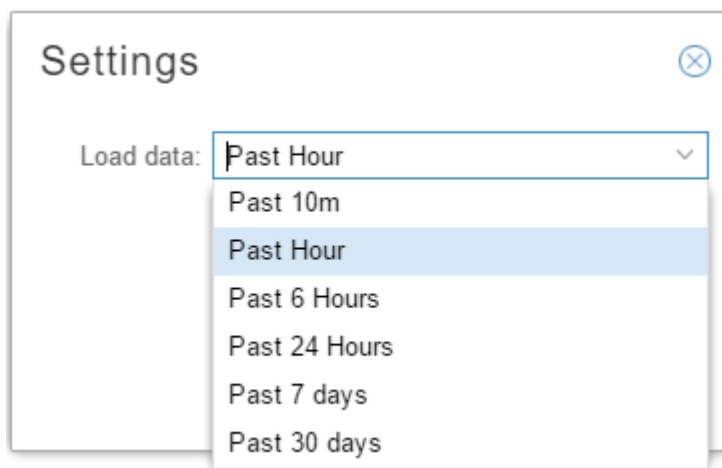 Settings
Load data: Past Hour
Past 10m
Past Hour
Past 6 Hours
Past 24 Hours
Past 7 days
Past 30 days